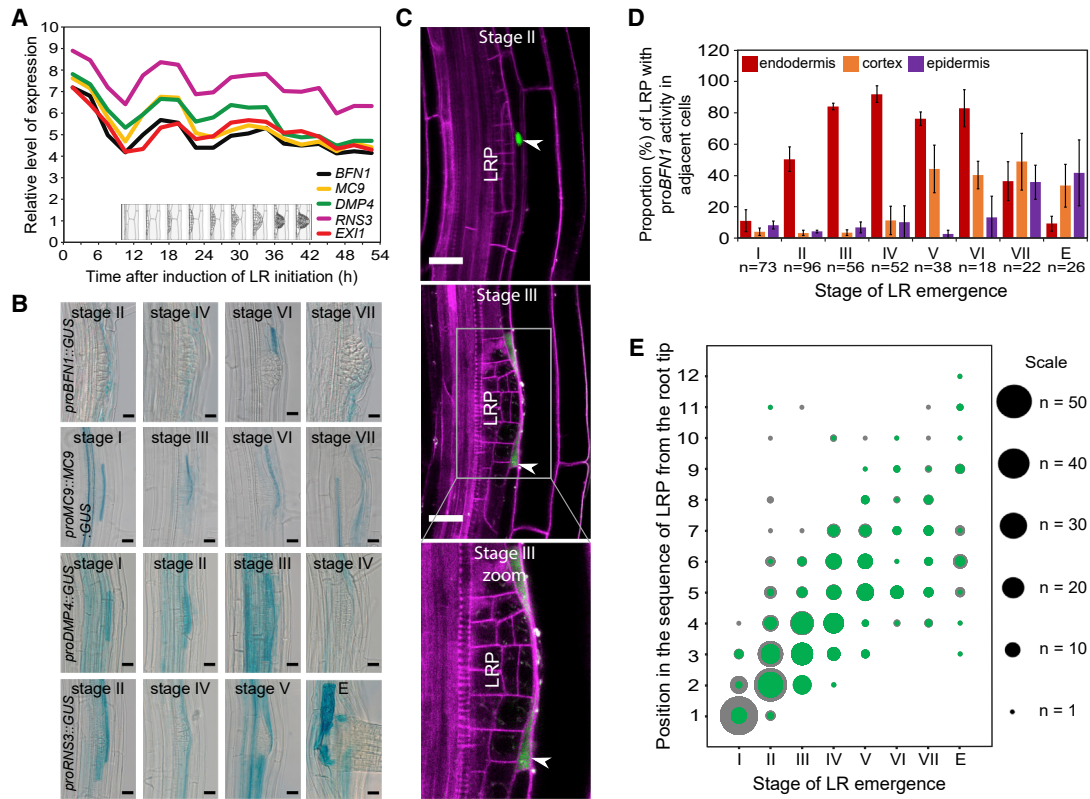 A
Relative level of expression
10
9
8
7
6
5
4
3
2
1
0
BFN1
MC9
DMP4
RNS3
EXI1
0 6 12 18 24 30 36 42 48 54
Time after induction of LR initiation (h)
B
proBFN1::GUS
stage II
stage IV
stage VI
stage VII
proMC9::MC9
::GUS
stage I
stage III
stage VI
stage VII
proDMP4::GUS
stage I
stage II
stage III
stage IV
proRNS3::GUS
stage II
stage IV
stage V
E
C
Stage II
LRP
Stage III
LRP
Stage III
zoom
LRP
D
Proportion (%) of LRP with
proBFN1 activity in
adjacent cells
120
100
80
60
40
20
0
endodermis cortex epidermis
I II III IV V VI VII E
n=73 n=96 n=56 n=52 n=38 n=18 n=22 n=26
Stage of LR emergence
E
Position in the sequence of LRP from the root tip
12
11
10
9
8
7
6
5
4
3
2
1
I II III IV V VI VII E
Stage of LR emergence
Scale
n = 50
n = 40
n = 30
n = 20
n = 10
n = 1